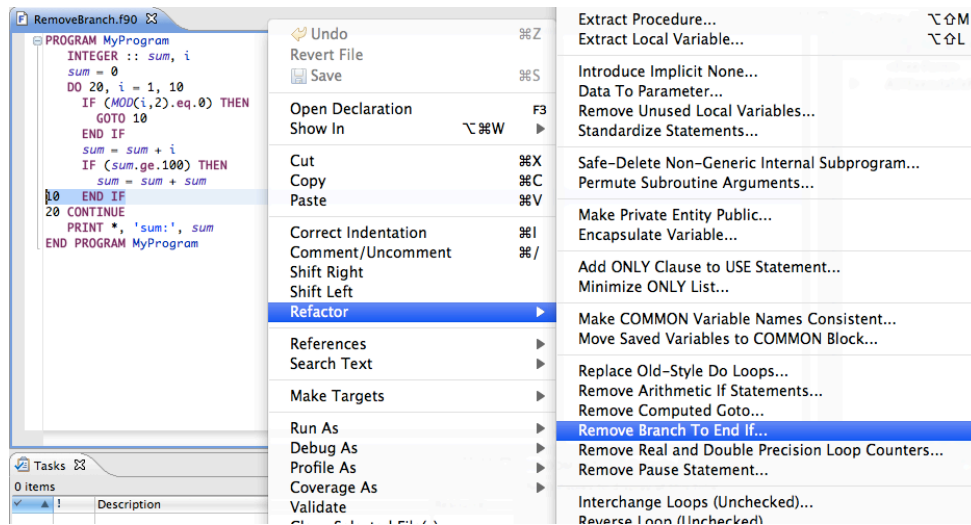 RemoveBranch.f90
PROGRAM MyProgram
INTEGER :: sum, i
sum = 0
DO 20, i = 1, 10
IF (MOD(i,2).eq.0) THEN
GOTO 10
END IF
sum = sum + i
IF (sum.ge.100) THEN
sum = sum + sum
10 END IF
20 CONTINUE
PRINT *, 'sum:', sum
END PROGRAM MyProgram
Tasks
0 items
! Description
Undo ⌘Z
Revert File
Save ⌘S
Open Declaration F3
Show In ⌥⌘W
Cut ⌘X
Copy ⌘C
Paste ⌘V
Correct Indentation ⌘I
Comment/Uncomment ⌘/
Shift Right
Shift Left
Refactor
References
Search Text
Make Targets
Run As
Debug As
Profile As
Coverage As
Validate
Extract Procedure... ⌥⇧M
Extract Local Variable... ⌥⇧L
Introduce Implicit None...
Data To Parameter...
Remove Unused Local Variables...
Standardize Statements...
Safe-Delete Non-Generic Internal Subprogram...
Permute Subroutine Arguments...
Make Private Entity Public...
Encapsulate Variable...
Add ONLY Clause to USE Statement...
Minimize ONLY List...
Make COMMON Variable Names Consistent...
Move Saved Variables to COMMON Block...
Replace Old-Style Do Loops...
Remove Arithmetic If Statements...
Remove Computed Goto...
Remove Branch To End If...
Remove Real and Double Precision Loop Counters...
Remove Pause Statement...
Interchange Loops (Unchecked)...
Reverse Loop (Unchecked)